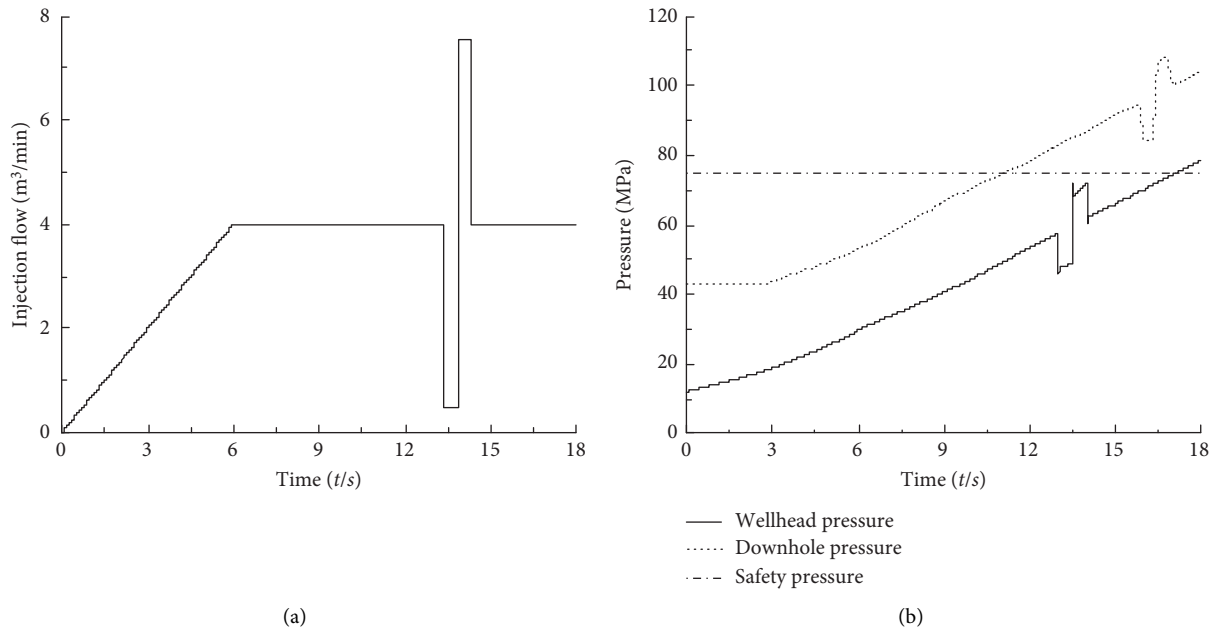 8
6
4
2
0
Injection flow (m³/min)
0 3 6 9 12 15 18
Time (t/s)
(a)
120
100
80
60
40
20
0
Pressure (MPa)
0 3 6 9 12 15 18
Time (t/s)
Wellhead pressure
Downhole pressure
Safety pressure
(b)